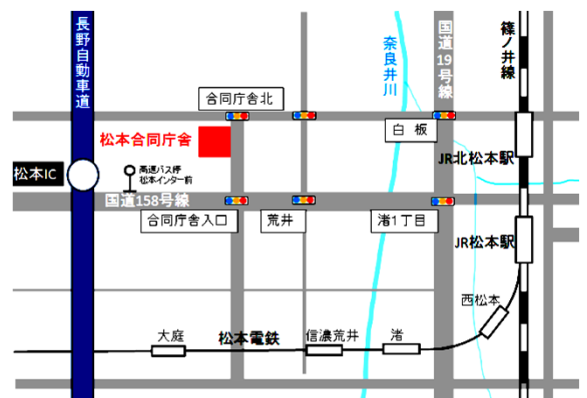 長野自動車道
国道19号線
篠ノ井線
奈良井川
合同庁舎北
白板
松本合同庁舎
JR北松本駅
松本IC
高速バス停
松本インター前
国道158号線
合同庁舎入口
荒井
渚1丁目
JR松本駅
西松本
大庭
松本電鉄
信濃荒井
渚